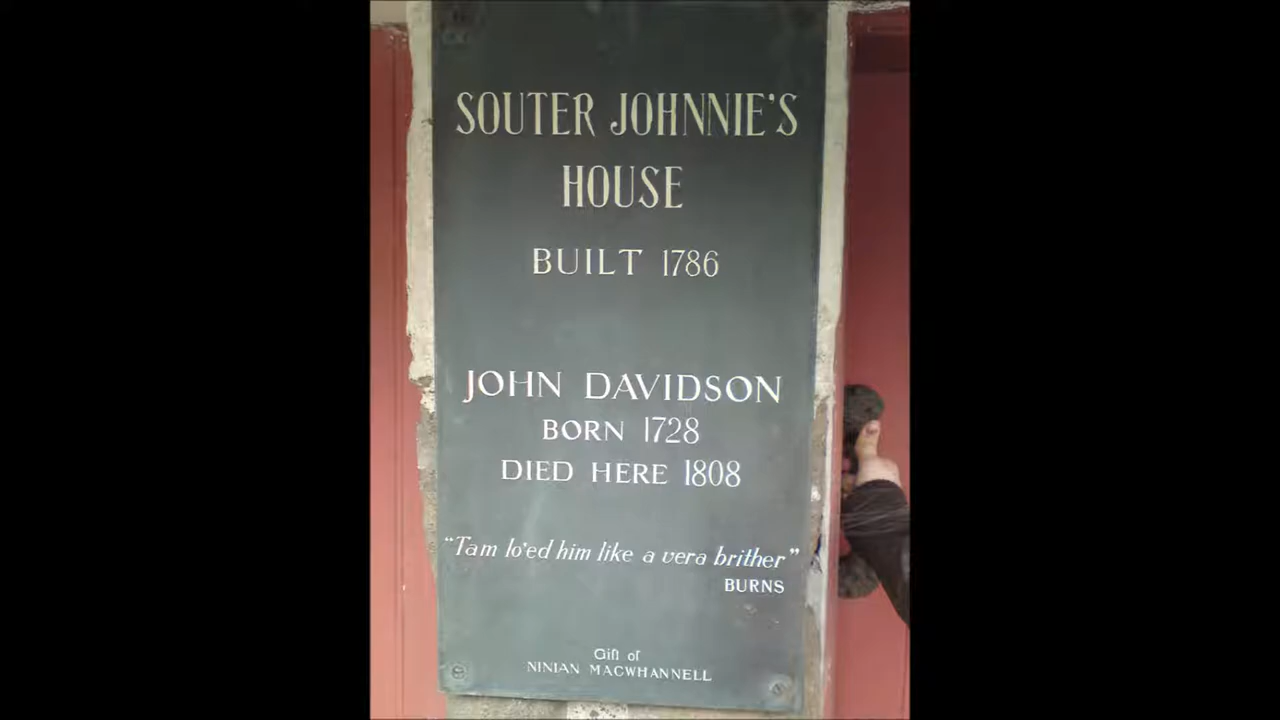 SOUTER JOHNNIE'S
HOUSE
BUILT 1786
JOHN DAVIDSON
BORN 1728
DIED HERE 1808
"Tam lo'ed him like a vera brither"
BURNS
Gift of
NINIAN MACWHANNELL